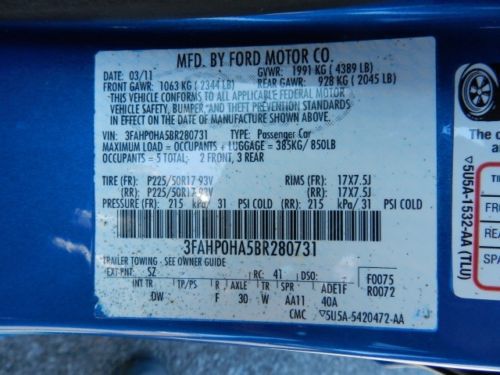 MFD. BY FORD MOTOR CO.
DATE: 03/11 GVWR: 1991 KG (4389 LB)
FRONT GAWR: 1063 KG (2344 LB) REAR GAWR: 928 KG (2045 LB)
THIS VEHICLE CONFORMS TO ALL APPLICABLE FEDERAL MOTOR
VEHICLE SAFETY, BUMPER, AND THEFT PREVENTION STANDARDS
IN EFFECT ON THE DATE OF MANUFACTURE SHOWN ABOVE.
VIN: 3FAHP0HA5BR280731 TYPE: Passenger Car
MAXIMUM LOAD = OCCUPANTS + LUGGAGE = 385KG/850LB
OCCUPANTS = 5 TOTAL: 2 FRONT, 3 REAR
TIRE (FR): P225/50R17 93V RIMS (FR): 17X7.5J
(RR): P225/50R17 93V (RR): 17X7.5J
PRESSURE (FR): 215 kPa/ 31 PSI COLD (RR): 215 kPa/ 31 PSI COLD
3FAHP0HA5BR280731
TRAILER TOWING - SEE OWNER GUIDE
EXT PNT: SZ RC: 41 DSO: F0075
R0072
INT TR TP/PS R AXLE TR SPR ADE1F
DW F 30 W AA11 40A
CMC ▽5U5A-5420472-AA
▽5U5A-1532-AA (TLU)
The
TI
FRO
REA
SPA